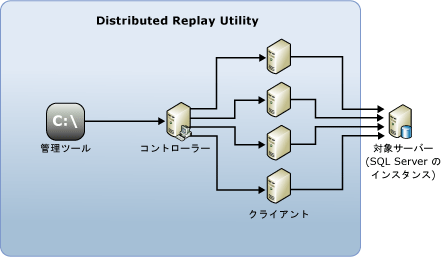 Distributed Replay Utility
C:\
管理ツール
コントローラー
クライアント
対象サーバー
(SQL Server の
インスタンス)